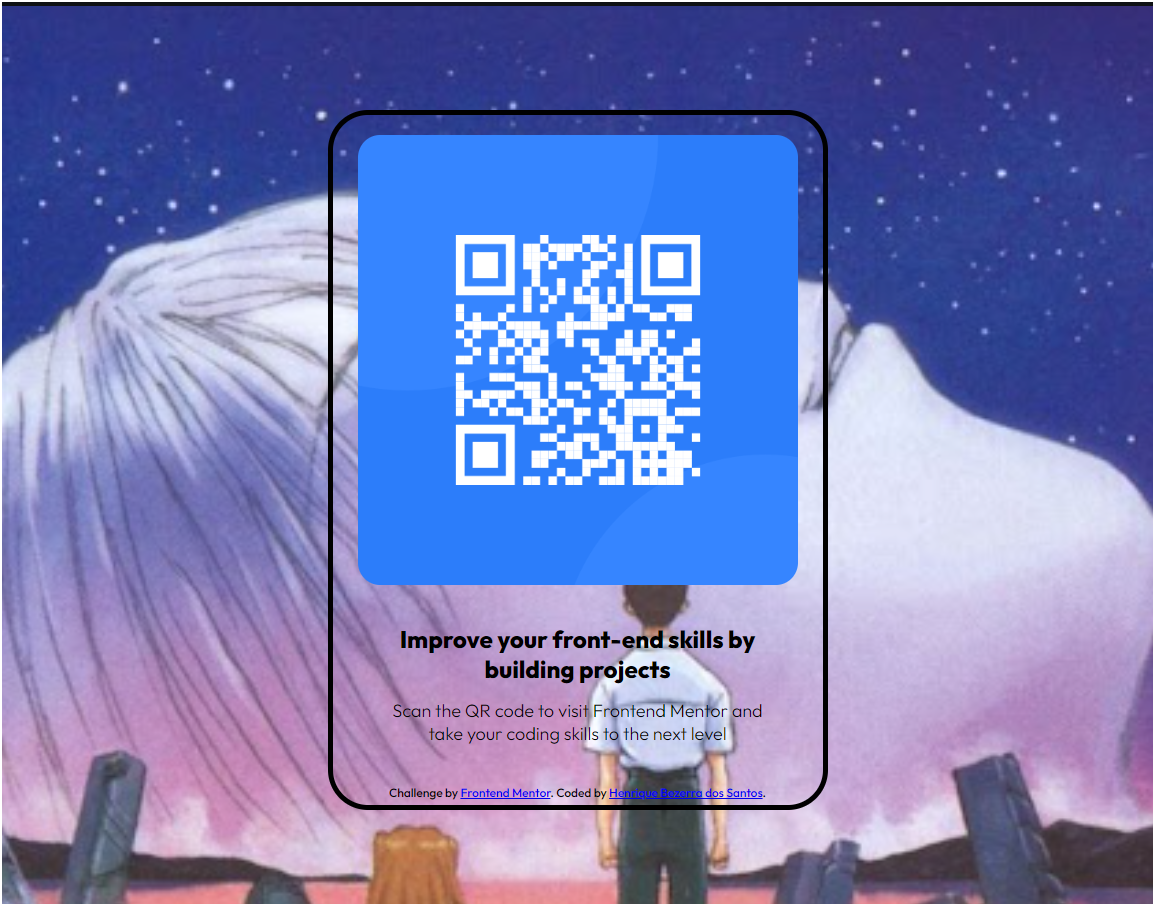 Improve your front-end skills by
building projects
Scan the QR code to visit Frontend Mentor and
take your coding skills to the next level
Challenge by Frontend Mentor. Coded by Henrique Bezerra dos Santos.